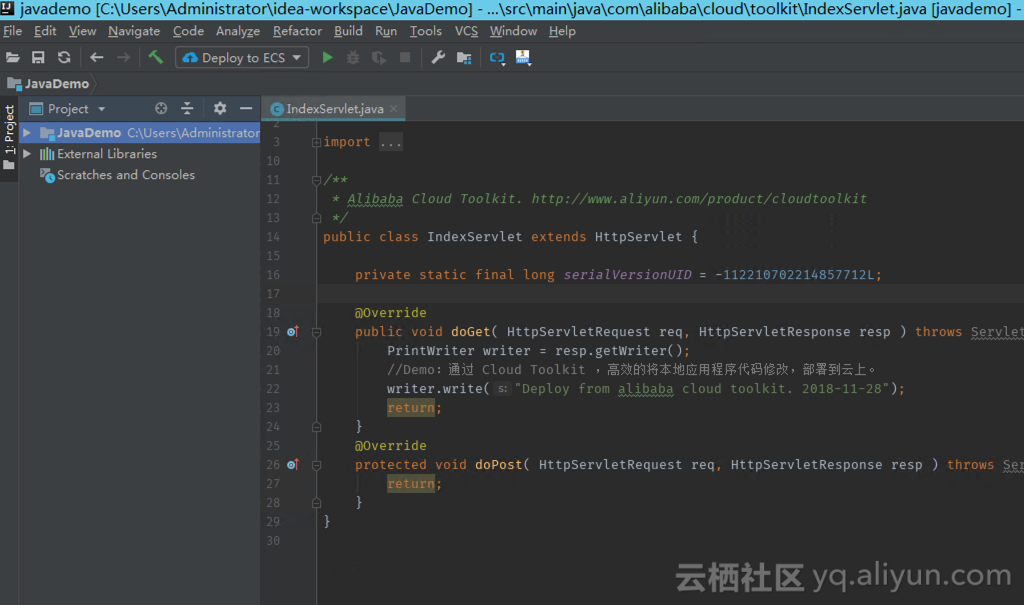 javademo [C:\Users\Administrator\idea-workspace\JavaDemo] - ...\src\main\java\com\alibaba\cloud\toolkit\IndexServlet.java [javademo] -
File Edit View Navigate Code Analyze Refactor Build Run Tools VCS Window Help
Deploy to ECS
JavaDemo
1: Project
Project
IndexServlet.java
JavaDemo C:\Users\Administrator
External Libraries
Scratches and Consoles
2
3 import ...
10
11 /**
12 * Alibaba Cloud Toolkit. http://www.aliyun.com/product/cloudtoolkit
13 */
14 public class IndexServlet extends HttpServlet {
15
16 private static final long serialVersionUID = -112210702214857712L;
17
18 @Override
19 public void doGet( HttpServletRequest req, HttpServletResponse resp ) throws Servlet
20 PrintWriter writer = resp.getWriter();
21 //Demo：通过 Cloud Toolkit ，高效的将本地应用程序代码修改，部署到云上。
22 writer.write( s: "Deploy from alibaba cloud toolkit. 2018-11-28");
23 return;
24 }
25 @Override
26 protected void doPost( HttpServletRequest req, HttpServletResponse resp ) throws Ser
27 return;
28 }
29 }
30
云栖社区 yq.aliyun.com